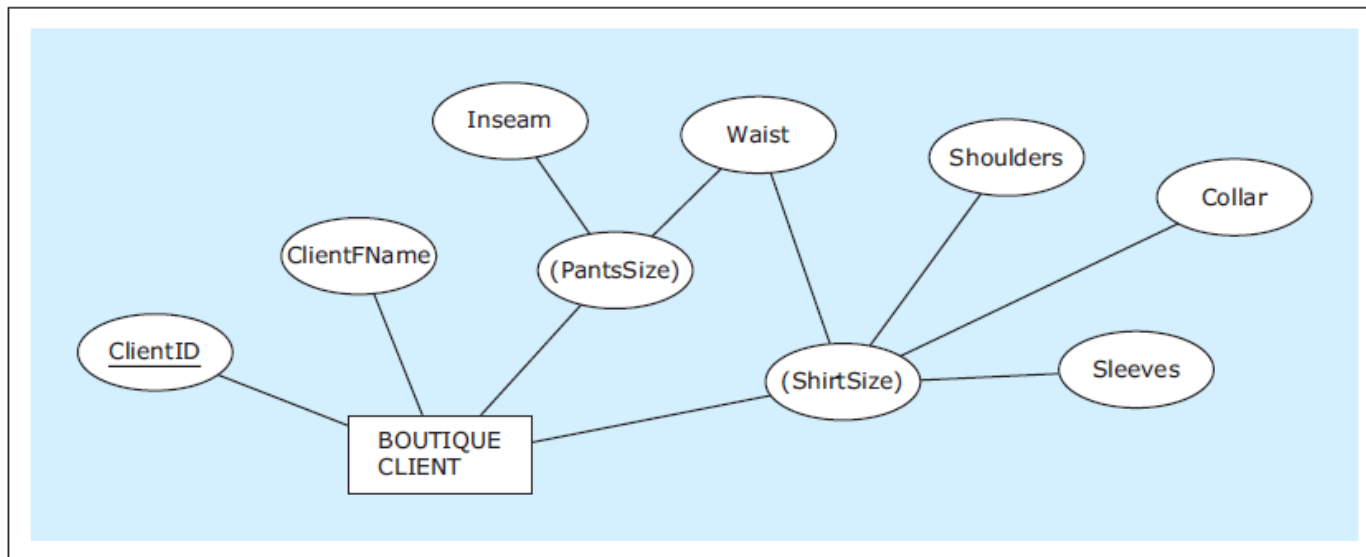 Inseam
Waist
Shoulders
Collar
ClientFName
(PantsSize)
ClientID
(ShirtSize)
Sleeves
BOUTIQUE
CLIENT